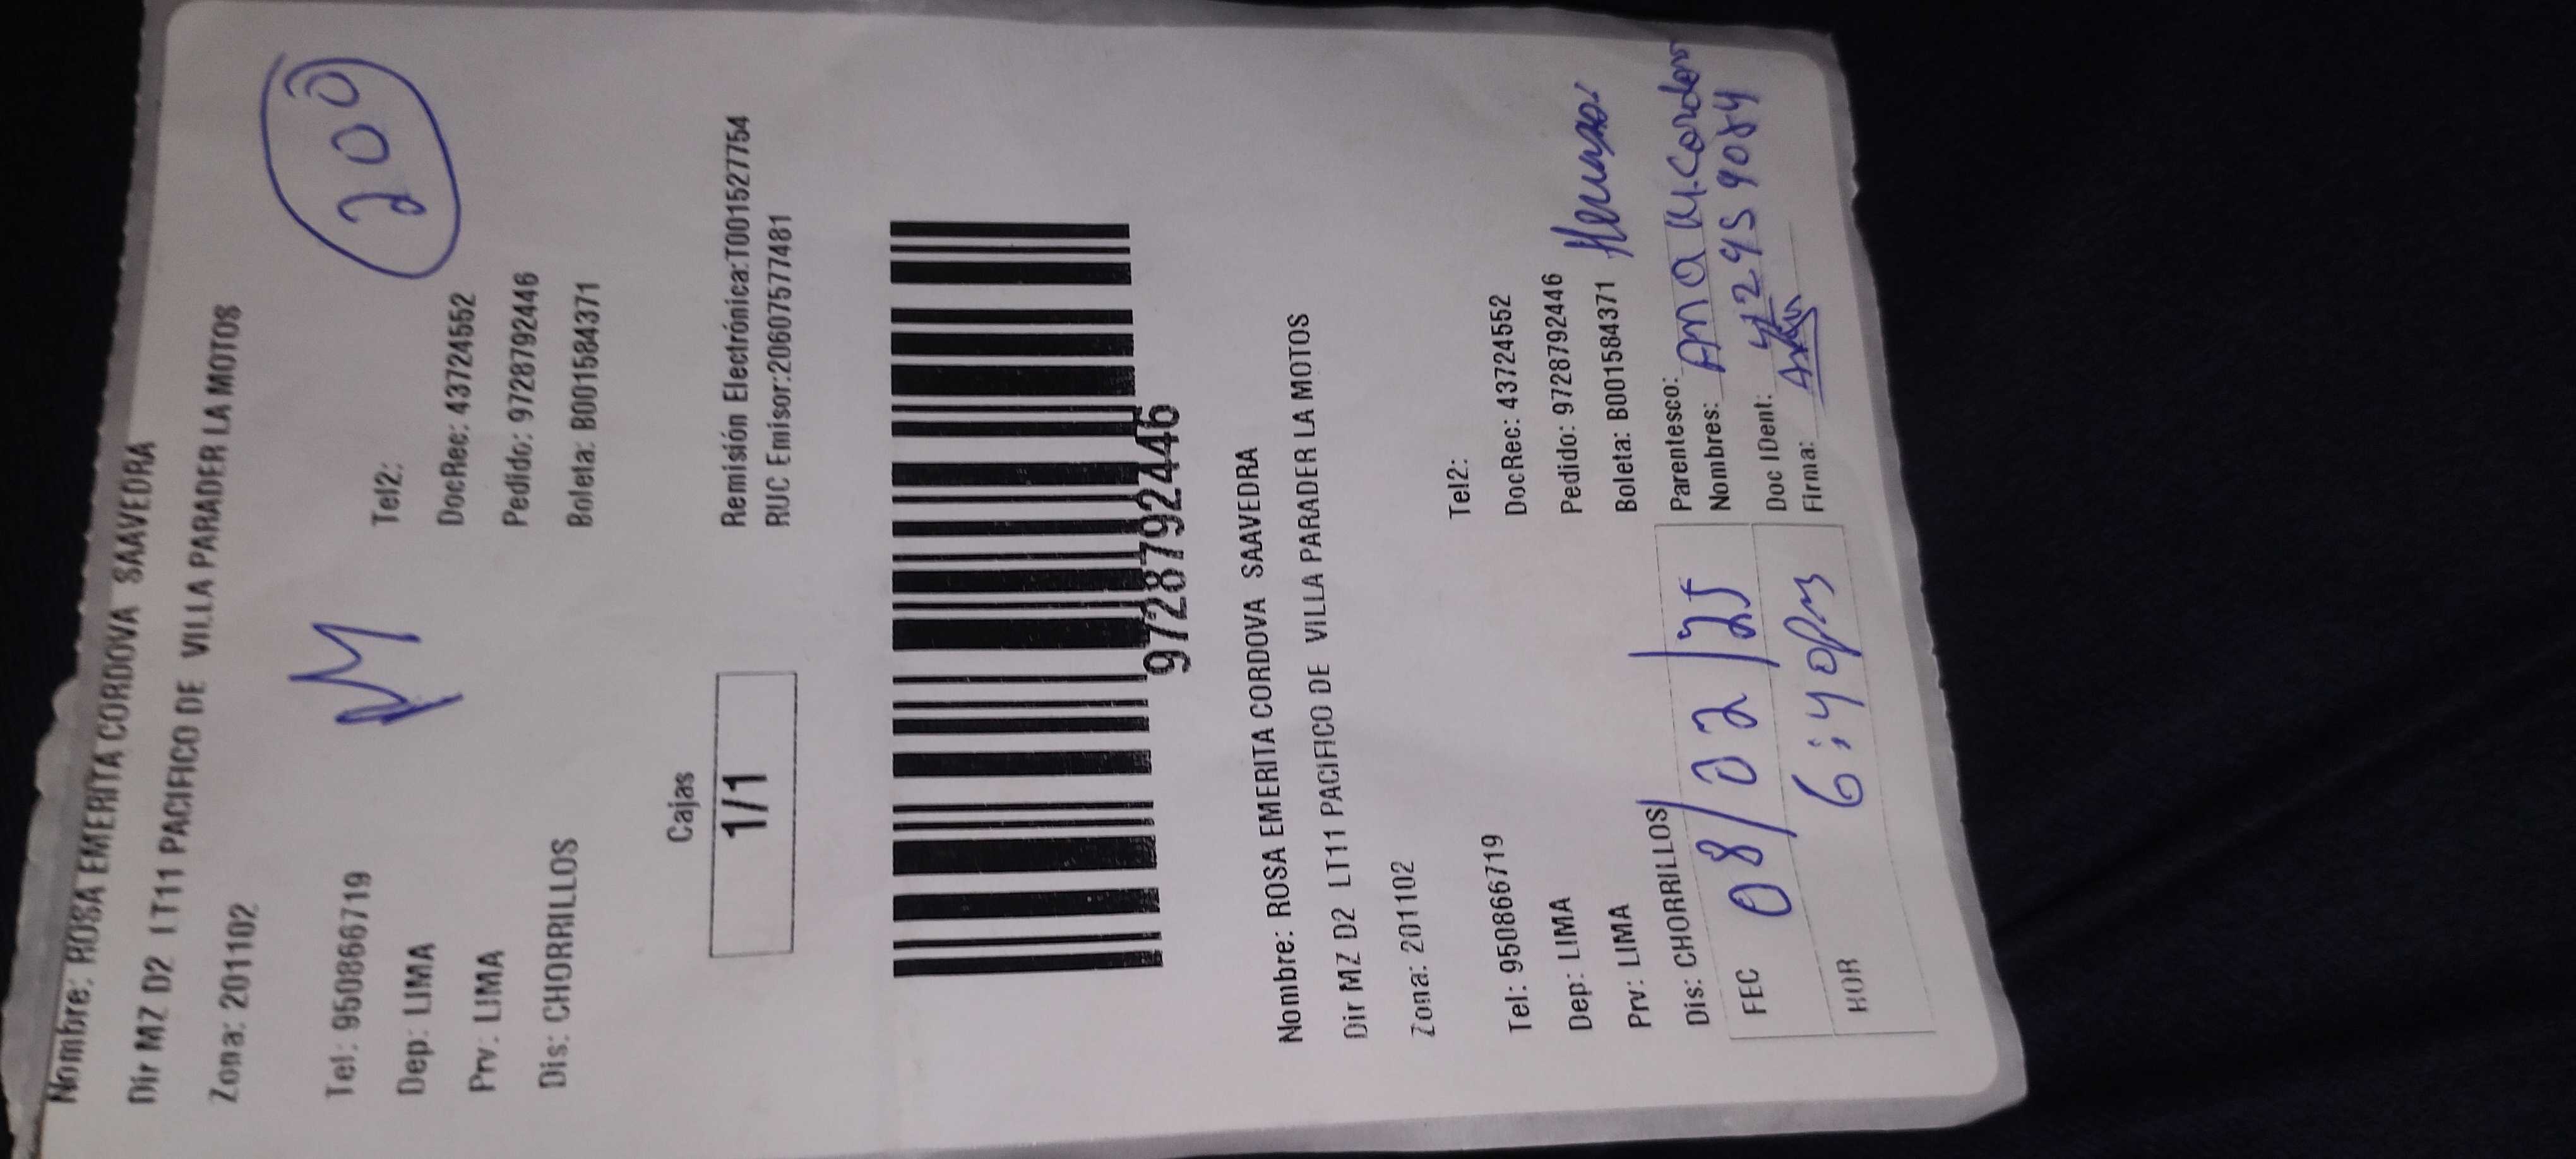 Nombre: ROSA EMERITA CORDOVA SAAVEDRA
Dir MZ D2 LT11 PACIFICO DE VILLA PARADER LA MOTOS
Zona: 201102
200
M
Tel: 950866719 Tel2:
Dep: LIMA DocRec: 43724552
Prv: LIMA Pedido: 9728792446
Dis: CHORRILLOS Boleta: B001584371
Cajas
1/1
Remisión Electrónica:T001527754
RUC Emisor:20607577481
9728792446
Nombre: ROSA EMERITA CORDOVA SAAVEDRA
Dir MZ D2 LT11 PACIFICO DE VILLA PARADER LA MOTOS
Zona: 201102
Tel: 950866719 Tel2:
Dep: LIMA DocRec: 43724552
Prv: LIMA Pedido: 9728792446
Dis: CHORRILLOS Boleta: B001584371
Parentesco:
FEC 08/02/25 Nombres: Ana M. Cordova
Doc IDent: 42959084
HOR 6:40pm Firma: